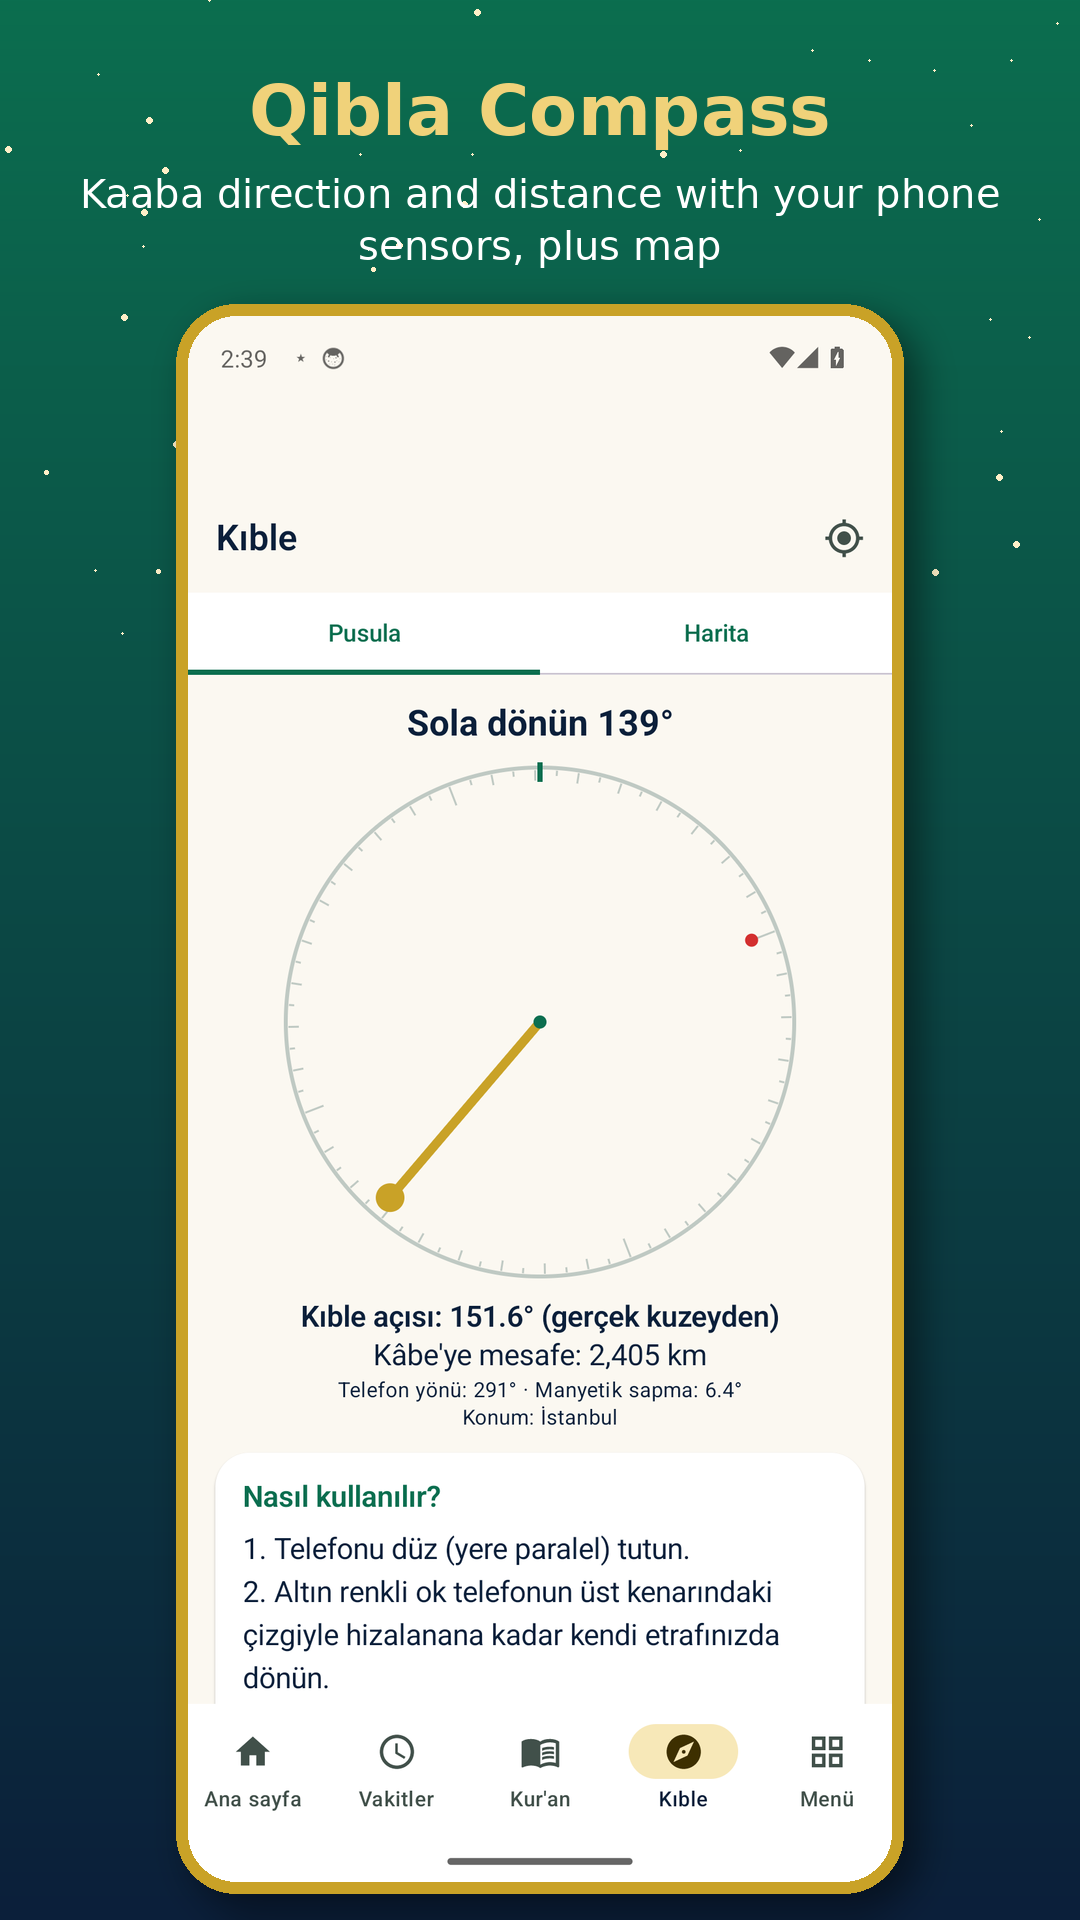 Qibla Compass
Kaaba direction and distance with your phone
sensors, plus map
2:39
Kıble
Pusula Harita
Sola dönün 139°
Kıble açısı: 151.6° (gerçek kuzeyden)
Kâbe'ye mesafe: 2,405 km
Telefon yönü: 291° · Manyetik sapma: 6.4°
Konum: İstanbul
Nasıl kullanılır?
1. Telefonu düz (yere paralel) tutun.
2. Altın renkli ok telefonun üst kenarındaki
çizgiyle hizalanana kadar kendi etrafınızda
dönün.
Ana sayfa Vakitler Kur'an Kıble Menü